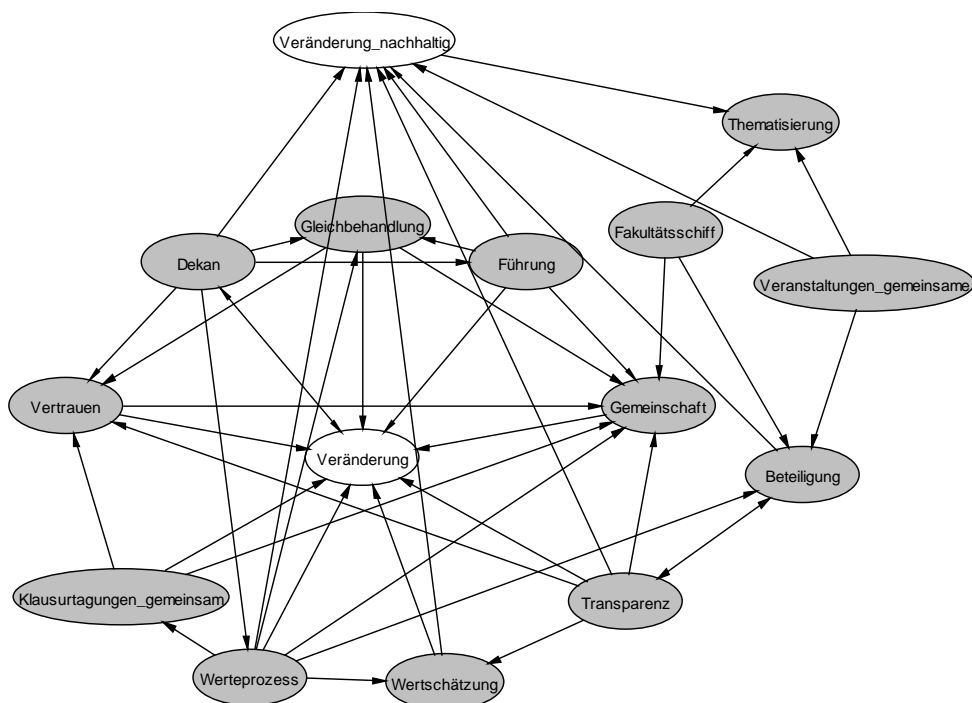 Veränderung_nachhaltig
Thematisierung
Gleichbehandlung
Fakultätsschiff
Dekan
Führung
Veranstaltungen_gemeinsame
Vertrauen
Gemeinschaft
Veränderung
Beteiligung
Klausurtagungen_gemeinsam
Transparenz
Werteprozess
Wertschätzung